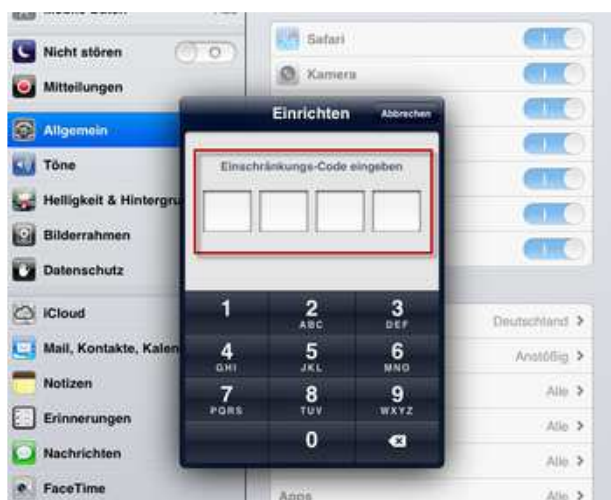 Nicht stören
Mitteilungen
Allgemein
Töne
Helligkeit & Hintergru
Bilderrahmen
Datenschutz
iCloud
Mail, Kontakte, Kalen
Notizen
Erinnerungen
Nachrichten
FaceTime
Safari
Kamera
Einrichten
Abbrechen
Einschränkungs-Code eingeben
1
2
ABC
3
DEF
4
GHI
5
JKL
6
MNO
7
PQRS
8
TUV
9
WXYZ
0
Deutschland
Anstößig
Alle
Alle
Alle
Apps
Alle